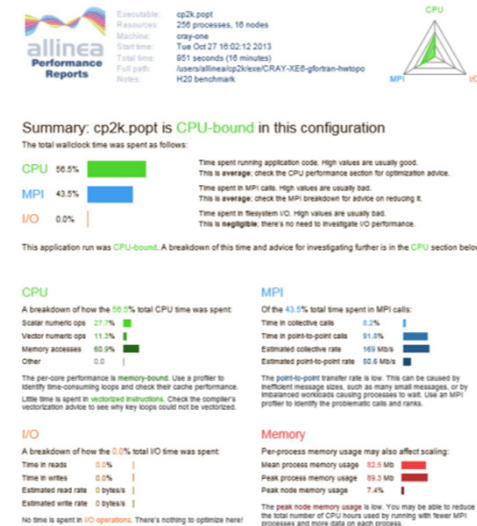 allinea
Performance
Reports
Executable: cp2k.popt
Resources: 256 processes, 16 nodes
Machine: cray-one
Start time: Tue Oct 27 16:02:12 2013
Total time: 951 seconds (16 minutes)
Full path: /users/allinea/cp2k/exe/CRAY-XE6-gfortran-hwtopo
Notes: H20 benchmark
CPU
MPI
I/O
Summary: cp2k.popt is CPU-bound in this configuration
The total wallclock time was spent as follows:
CPU 56.5%
Time spent running application code. High values are usually good.
This is average; check the CPU performance section for optimization advice.
MPI 43.5%
Time spent in MPI calls. High values are usually bad.
This is average; check the MPI breakdown for advice on reducing it.
I/O 0.0%
Time spent in filesystem I/O. High values are usually bad.
This is negligible; there's no need to investigate I/O performance.
This application run was CPU-bound. A breakdown of this time and advice for investigating further is in the CPU section below
CPU
A breakdown of how the 56.5% total CPU time was spent:
Scalar numeric ops 27.7%
Vector numeric ops 11.3%
Memory accesses 60.9%
Other 0.0
The per-core performance is memory-bound. Use a profiler to
identify time-consuming loops and check their cache performance.
Little time is spent in vectorized instructions. Check the compiler's
vectorization advice to see why key loops could not be vectorized.
MPI
Of the 43.5% total time spent in MPI calls:
Time in collective calls 8.2%
Time in point-to-point calls 91.8%
Estimated collective rate 169 Mb/s
Estimated point-to-point rate 50.6 Mb/s
The point-to-point transfer rate is low. This can be caused by
inefficient message sizes, such as many small messages, or by
imbalanced workloads causing processes to wait. Use an MPI
profiler to identify the problematic calls and ranks.
I/O
A breakdown of how the 0.0% total I/O time was spent:
Time in reads 0.0%
Time in writes 0.0%
Estimated read rate 0 bytes/s
Estimated write rate 0 bytes/s
No time is spent in I/O operations. There's nothing to optimize here!
Memory
Per-process memory usage may also affect scaling:
Mean process memory usage 82.5 Mb
Peak process memory usage 89.3 Mb
Peak node memory usage 7.4%
The peak node memory usage is low. You may be able to reduce
the total number of CPU hours used by running with fewer MPI
processes and more data on each process.